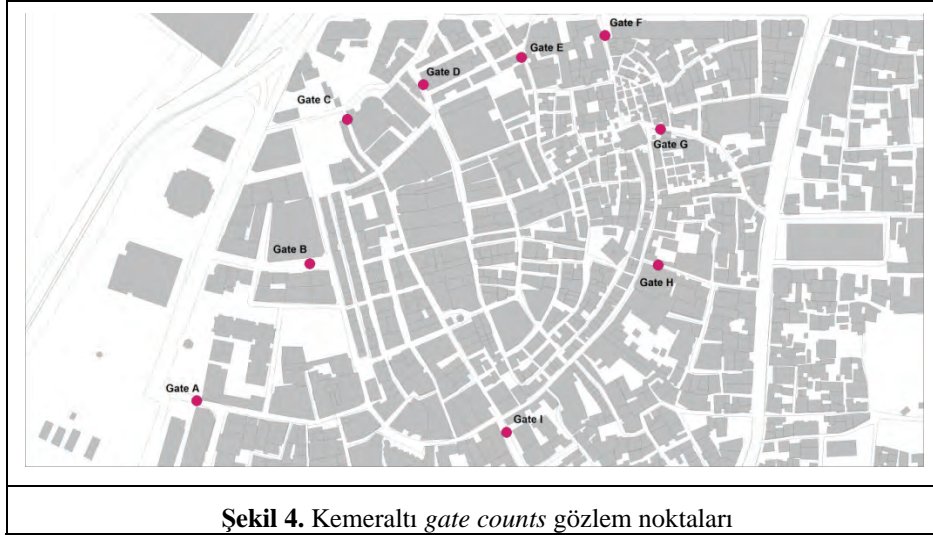 Gate F
Gate E
Gate D
Gate C
Gate G
Gate B
Gate H
Gate A
Gate I
Şekil 4. Kemeraltı gate counts gözlem noktaları